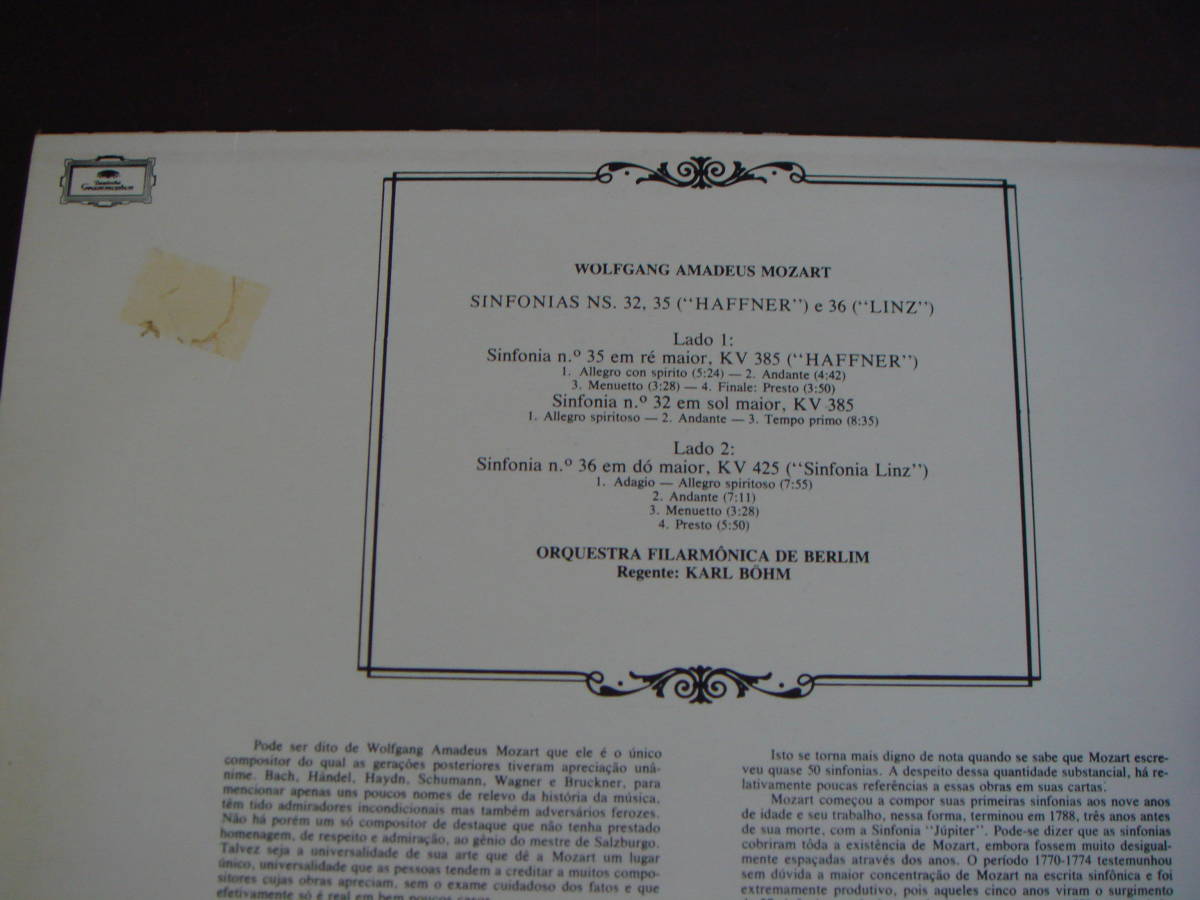 Deutsche
Grammophon
WOLFGANG AMADEUS MOZART
SINFONIAS NS. 32, 35 (“HAFFNER”) e 36 (“LINZ”)
Lado 1:
Sinfonia n.º 35 em ré maior, KV 385 (“HAFFNER”)
1. Allegro con spirito (5:24) — 2. Andante (4:42)
3. Menuetto (3:28) — 4. Finale: Presto (3:50)
Sinfonia n.º 32 em sol maior, KV 385
1. Allegro spiritoso — 2. Andante — 3. Tempo primo (8:35)
Lado 2:
Sinfonia n.º 36 em dó maior, KV 425 (“Sinfonia Linz”)
1. Adagio — Allegro spiritoso (7:55)
2. Andante (7:11)
3. Menuetto (3:28)
4. Presto (5:50)
ORQUESTRA FILARMÔNICA DE BERLIM
Regente: KARL BÖHM
Pode ser dito de Wolfgang Amadeus Mozart que ele é o único
compositor do qual as gerações posteriores tiveram apreciação unâ-
nime. Bach, Händel, Haydn, Schumann, Wagner e Bruckner, para
mencionar apenas uns poucos nomes de relevo da história da música,
têm tido admiradores incondicionais mas também adversários ferozes.
Não há porém um só compositor de destaque que não tenha prestado
homenagem, de respeito e admiração, ao gênio do mestre de Salzburgo.
Talvez seja a universalidade de sua arte que dê a Mozart um lugar
único, universalidade que as pessoas tendem a creditar a muitos compo-
sitores cujas obras apreciam, sem o exame cuidadoso dos fatos e que
efetivamente só é real em bem poucos casos.
Isto se torna mais digno de nota quando se sabe que Mozart escre-
veu quase 50 sinfonias. A despeito dessa quantidade substancial, há re-
lativamente poucas referências a essas obras em suas cartas.
Mozart começou a compor suas primeiras sinfonias aos nove anos
de idade e seu trabalho, nessa forma, terminou em 1788, três anos antes
de sua morte, com a Sinfonia “Júpiter”. Pode-se dizer que as sinfonias
cobriram tôda a existência de Mozart, embora fossem muito desigual-
mente espaçadas através dos anos. O período 1770-1774 testemunhou
sem dúvida a maior concentração de Mozart na escrita sinfônica e foi
extremamente produtivo, pois aqueles cinco anos viram o surgimento